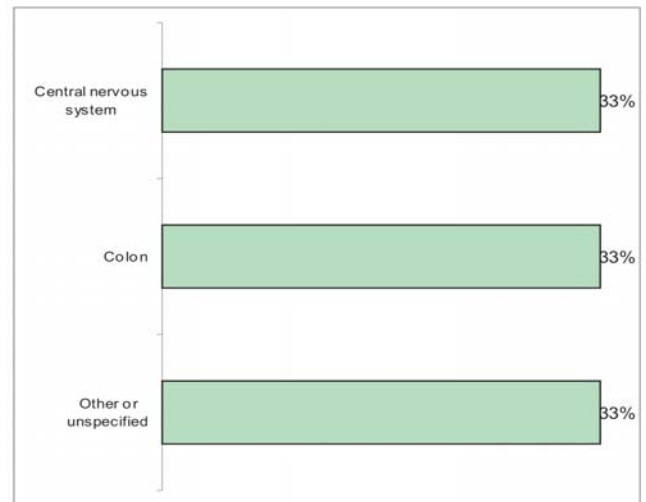 Central nervous
system
33%
Colon
33%
Other or
unspecified
33%